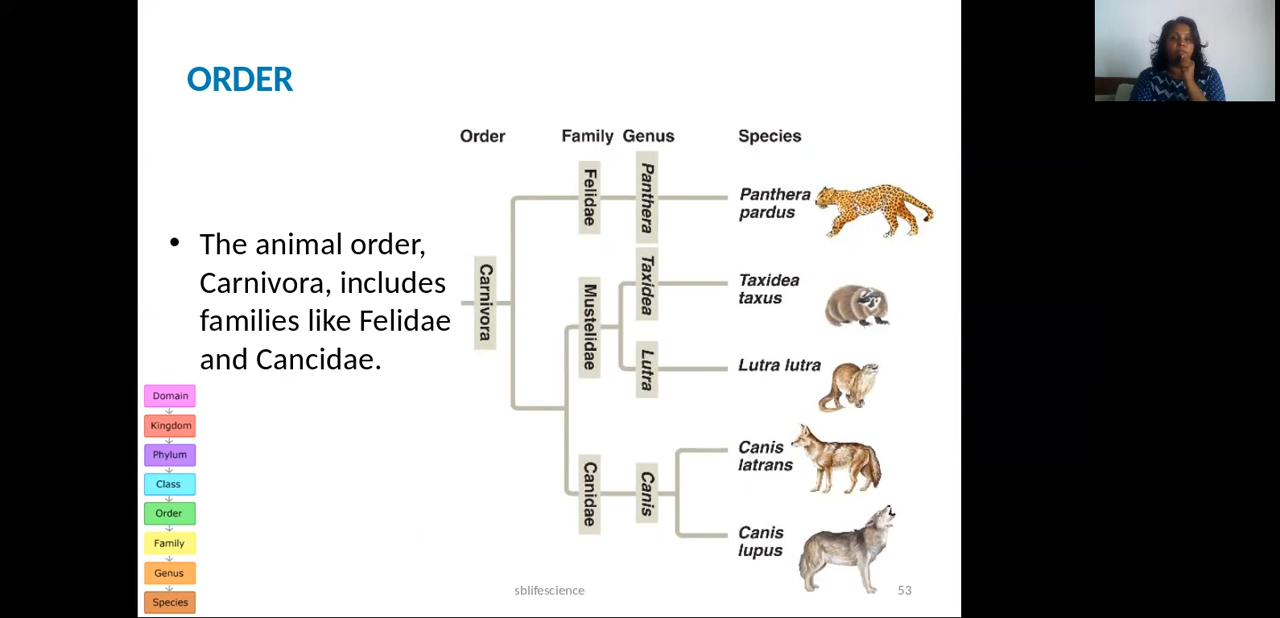 ORDER
Order Family Genus Species
• The animal order,
Carnivora, includes
families like Felidae
and Cancidae.
Carnivora
Felidae
Mustelidae
Canidae
Panthera
Taxidea
Lutra
Canis
Panthera
pardus
Taxidea
taxus
Lutra lutra
Canis
latrans
Canis
lupus
Domain
Kingdom
Phylum
Class
Order
Family
Genus
Species
sblifescience
53